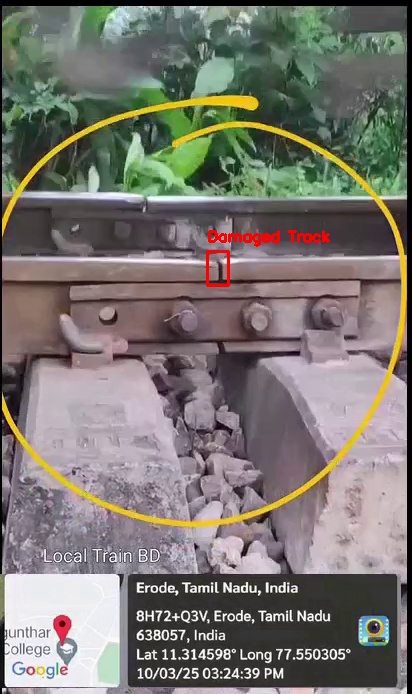 Damaged Track
Local Train BD
gunthar
College
Google
Erode, Tamil Nadu, India
8H72+Q3V, Erode, Tamil Nadu
638057, India
Lat 11.314598° Long 77.550305°
10/03/25 03:24:39 PM